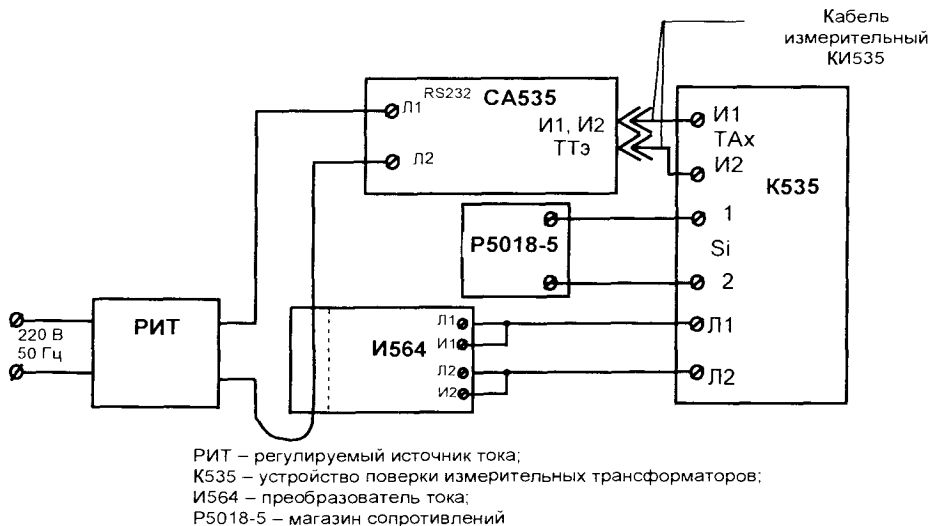 Кабель
измерительный
КИ535
RS232
СА535
Л1
И1, И2
ТТэ
Л2
И1
ТАх
И2
К535
1
Si
2
Л1
Л2
Р5018-5
220 В
50 Гц
РИТ
И564
Л1
И1
Л2
И2
РИТ – регулируемый источник тока;
К535 – устройство поверки измерительных трансформаторов;
И564 – преобразователь тока;
Р5018-5 – магазин сопротивлений